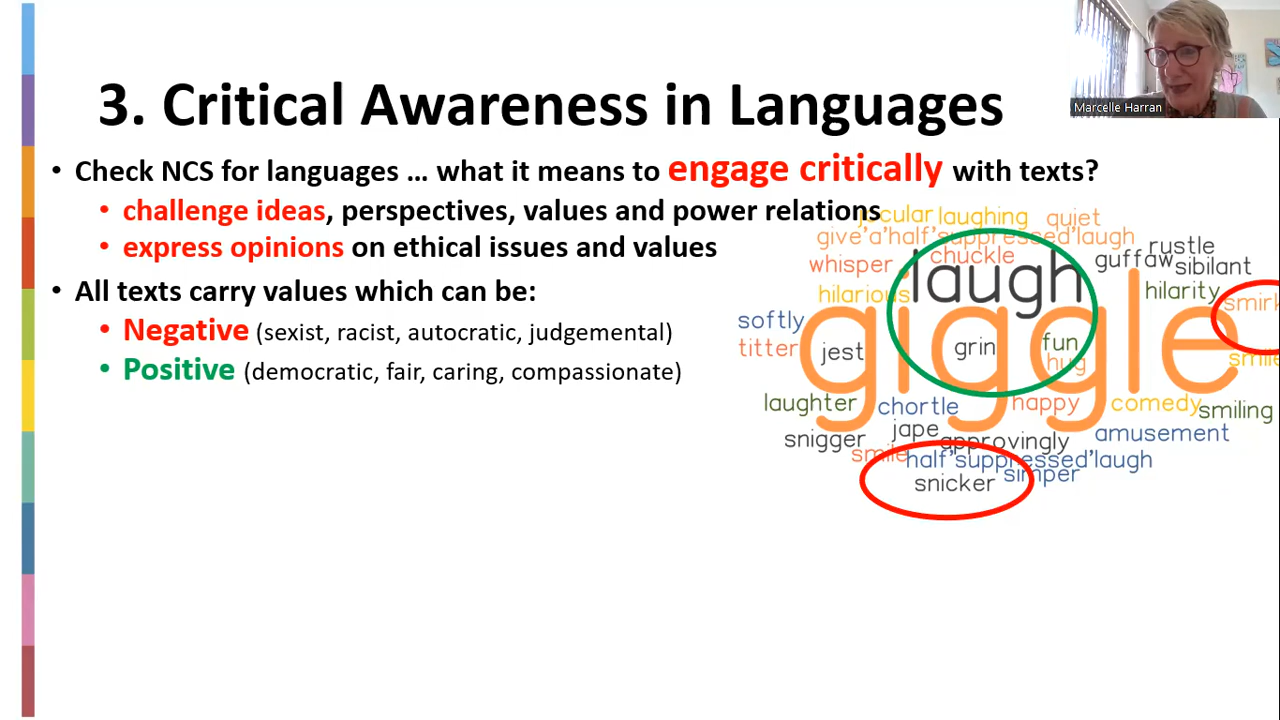 3. Critical Awareness in Languages
Marcelle Harran
• Check NCS for languages … what it means to engage critically with texts?
• challenge ideas, perspectives, values and power relations
• express opinions on ethical issues and values
• All texts carry values which can be:
• Negative (sexist, racist, autocratic, judgemental)
• Positive (democratic, fair, caring, compassionate)
laughing quiet
give'a'half'suppressed'laugh
rustle
whisper
chuckle
guffaw
sibilant
laugh
hilarious
hilarity
softly
giggle
titter
jest
grin
fun
hug
laughter
chortle
happy
comedy
smiling
jape
snigger
approvingly
amusement
smile
half'suppressed'laugh
snicker
simper